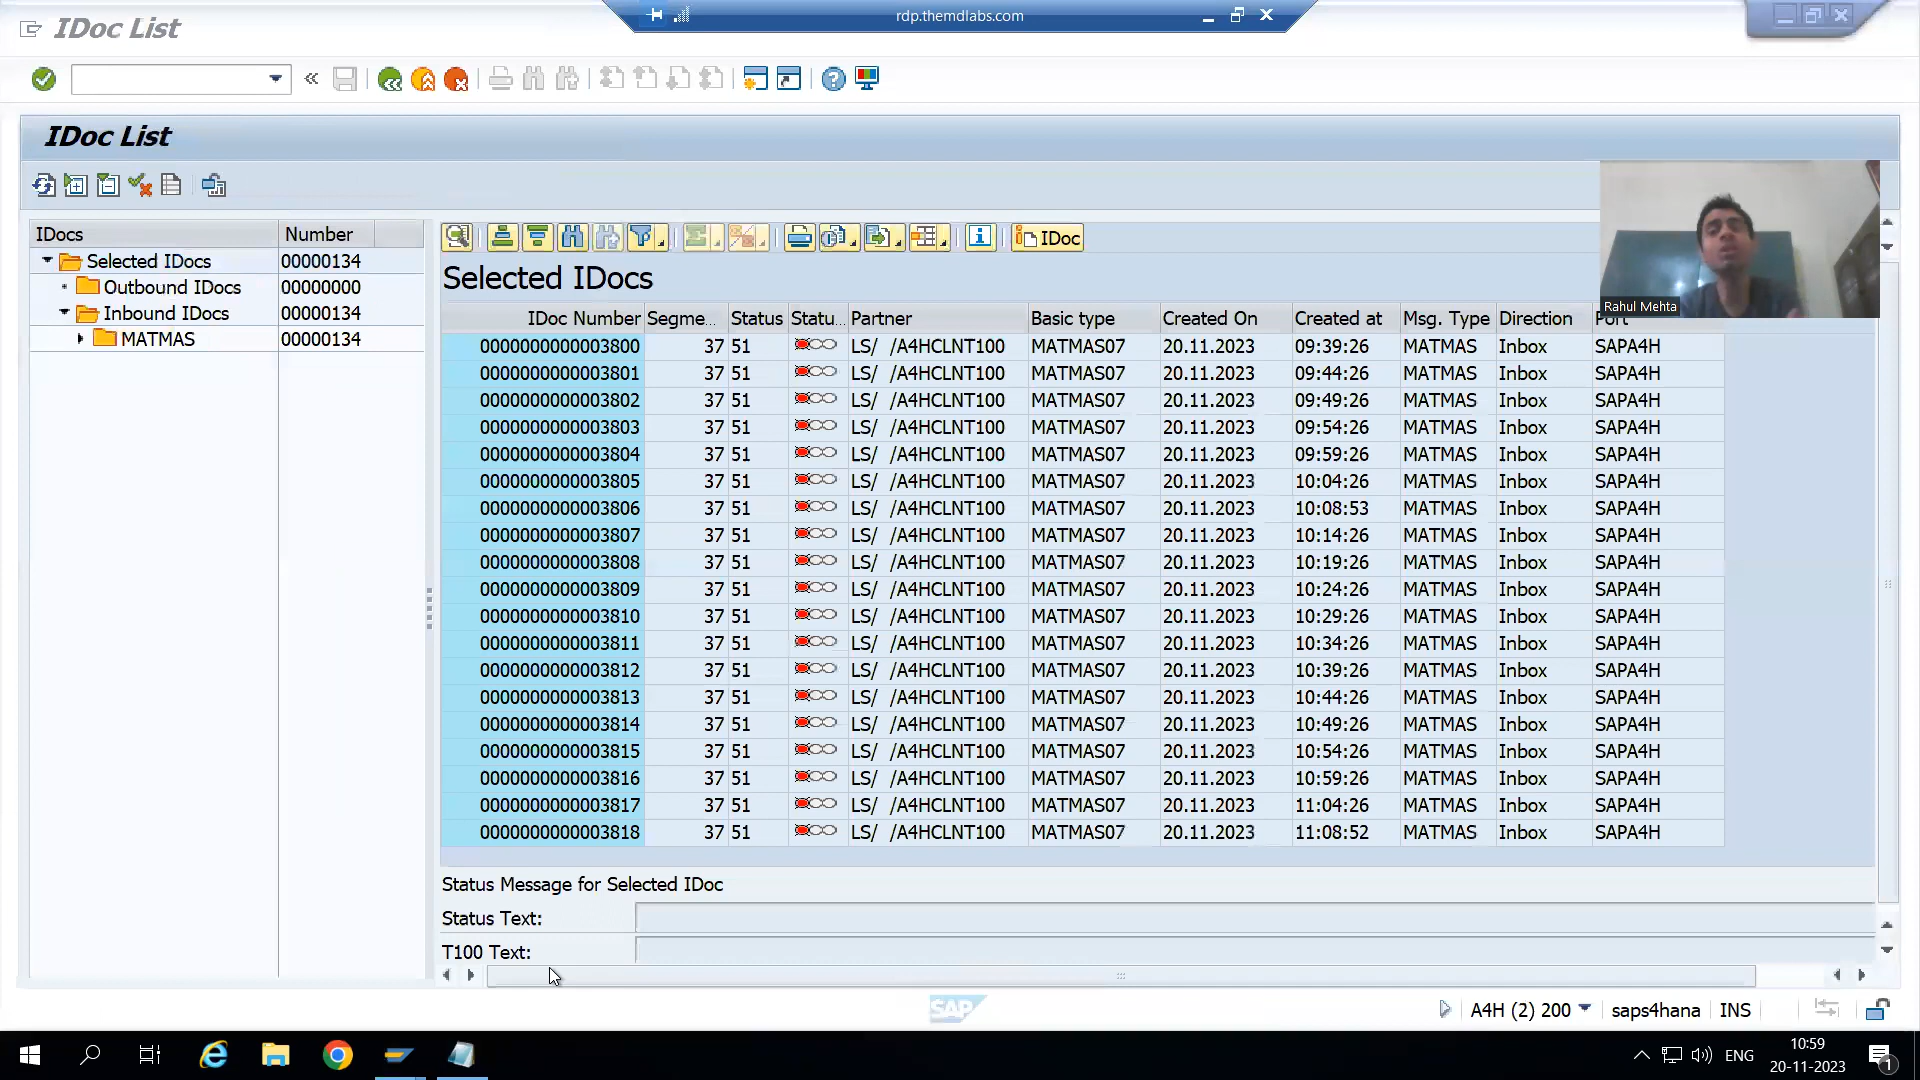 rdp.themdlabs.com
IDoc List
IDoc List
IDocs Number
Selected IDocs 00000134
Outbound IDocs 00000000
Inbound IDocs 00000134
MATMAS 00000134
IDoc
Rahul Mehta
Selected IDocs
IDoc Number Segme... Status Statu... Partner Basic type Created On Created at Msg. Type Direction Port
0000000000003800 37 51 LS/ /A4HCLNT100 MATMAS07 20.11.2023 09:39:26 MATMAS Inbox SAPA4H
0000000000003801 37 51 LS/ /A4HCLNT100 MATMAS07 20.11.2023 09:44:26 MATMAS Inbox SAPA4H
0000000000003802 37 51 LS/ /A4HCLNT100 MATMAS07 20.11.2023 09:49:26 MATMAS Inbox SAPA4H
0000000000003803 37 51 LS/ /A4HCLNT100 MATMAS07 20.11.2023 09:54:26 MATMAS Inbox SAPA4H
0000000000003804 37 51 LS/ /A4HCLNT100 MATMAS07 20.11.2023 09:59:26 MATMAS Inbox SAPA4H
0000000000003805 37 51 LS/ /A4HCLNT100 MATMAS07 20.11.2023 10:04:26 MATMAS Inbox SAPA4H
0000000000003806 37 51 LS/ /A4HCLNT100 MATMAS07 20.11.2023 10:08:53 MATMAS Inbox SAPA4H
0000000000003807 37 51 LS/ /A4HCLNT100 MATMAS07 20.11.2023 10:14:26 MATMAS Inbox SAPA4H
0000000000003808 37 51 LS/ /A4HCLNT100 MATMAS07 20.11.2023 10:19:26 MATMAS Inbox SAPA4H
0000000000003809 37 51 LS/ /A4HCLNT100 MATMAS07 20.11.2023 10:24:26 MATMAS Inbox SAPA4H
0000000000003810 37 51 LS/ /A4HCLNT100 MATMAS07 20.11.2023 10:29:26 MATMAS Inbox SAPA4H
0000000000003811 37 51 LS/ /A4HCLNT100 MATMAS07 20.11.2023 10:34:26 MATMAS Inbox SAPA4H
0000000000003812 37 51 LS/ /A4HCLNT100 MATMAS07 20.11.2023 10:39:26 MATMAS Inbox SAPA4H
0000000000003813 37 51 LS/ /A4HCLNT100 MATMAS07 20.11.2023 10:44:26 MATMAS Inbox SAPA4H
0000000000003814 37 51 LS/ /A4HCLNT100 MATMAS07 20.11.2023 10:49:26 MATMAS Inbox SAPA4H
0000000000003815 37 51 LS/ /A4HCLNT100 MATMAS07 20.11.2023 10:54:26 MATMAS Inbox SAPA4H
0000000000003816 37 51 LS/ /A4HCLNT100 MATMAS07 20.11.2023 10:59:26 MATMAS Inbox SAPA4H
0000000000003817 37 51 LS/ /A4HCLNT100 MATMAS07 20.11.2023 11:04:26 MATMAS Inbox SAPA4H
0000000000003818 37 51 LS/ /A4HCLNT100 MATMAS07 20.11.2023 11:08:52 MATMAS Inbox SAPA4H
Status Message for Selected IDoc
Status Text:
T100 Text:
SAP
A4H (2) 200 saps4hana INS
ENG
10:59
20-11-2023
1